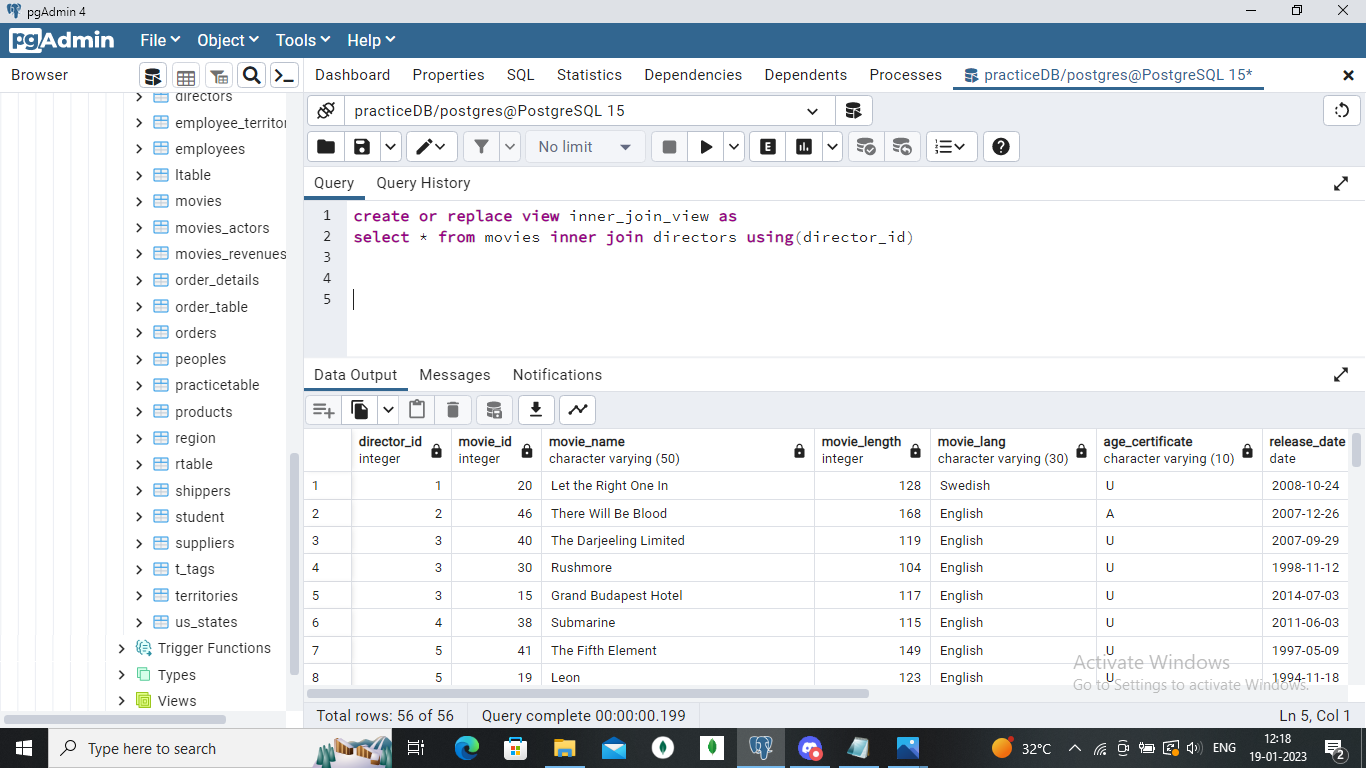 pgAdmin 4
pgAdmin File Object Tools Help
Browser Dashboard Properties SQL Statistics Dependencies Dependents Processes practiceDB/postgres@PostgreSQL 15*
directors
employee_territo
employees
ltable
movies
movies_actors
movies_revenues
order_details
order_table
orders
peoples
practicetable
products
region
rtable
shippers
student
suppliers
t_tags
territories
us_states
Trigger Functions
Types
Views
practiceDB/postgres@PostgreSQL 15
No limit E
Query Query History
1 create or replace view inner_join_view as
2 select * from movies inner join directors using(director_id)
3
4
5
Data Output Messages Notifications
director_id movie_id movie_name movie_length movie_lang age_certificate release_date
integer integer character varying (50) integer character varying (30) character varying (10) date
1 1 20 Let the Right One In 128 Swedish U 2008-10-24
2 2 46 There Will Be Blood 168 English A 2007-12-26
3 3 40 The Darjeeling Limited 119 English U 2007-09-29
4 3 30 Rushmore 104 English U 1998-11-12
5 3 15 Grand Budapest Hotel 117 English U 2014-07-03
6 4 38 Submarine 115 English U 2011-06-03
7 5 41 The Fifth Element 149 English U 1997-05-09
8 5 19 Leon 123 English U 1994-11-18
Activate Windows
Go to Settings to activate Windows.
Total rows: 56 of 56 Query complete 00:00:00.199 Ln 5, Col 1
Type here to search 32°C ENG 12:18
19-01-2023 2